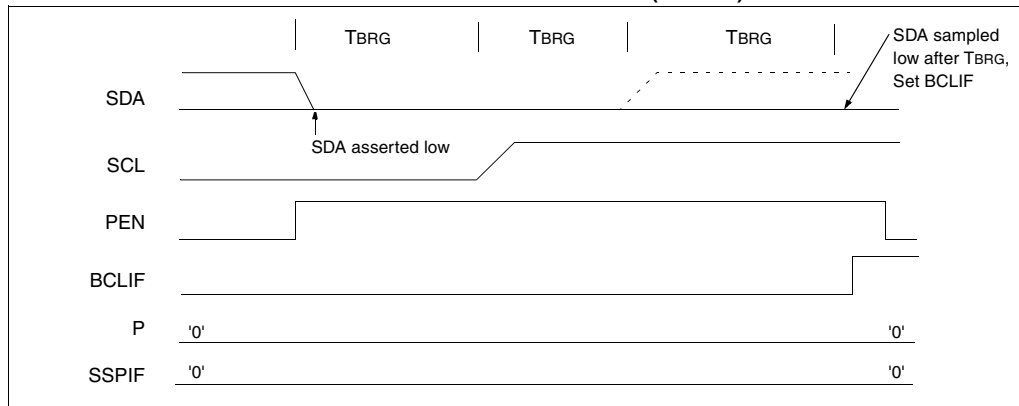 TBRG TBRG TBRG
SDA sampled
low after TBRG,
Set BCLIF
SDA
SDA asserted low
SCL
PEN
BCLIF
P '0' '0'
SSPIF '0' '0'